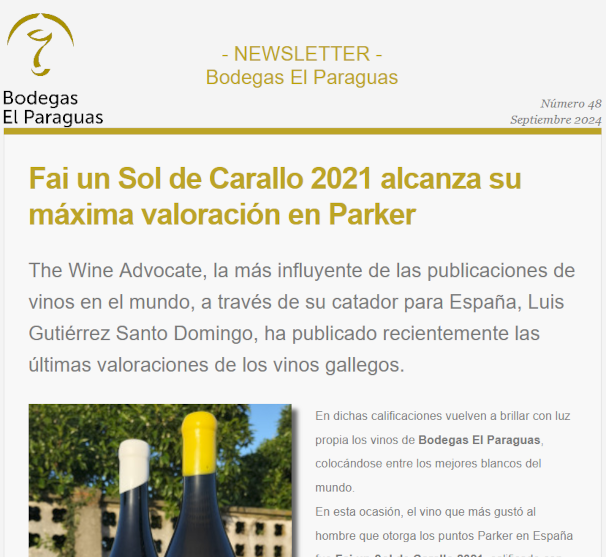 Bodegas
El Paraguas
- NEWSLETTER -
Bodegas El Paraguas
Número 48
Septiembre 2024
Fai un Sol de Carallo 2021 alcanza su
máxima valoración en Parker
The Wine Advocate, la más influyente de las publicaciones de
vinos en el mundo, a través de su catador para España, Luis
Gutiérrez Santo Domingo, ha publicado recientemente las
últimas valoraciones de los vinos gallegos.
En dichas calificaciones vuelven a brillar con luz
propia los vinos de Bodegas El Paraguas,
colocándose entre los mejores blancos del
mundo.
En esta ocasión, el vino que más gustó al
hombre que otorga los puntos Parker en España